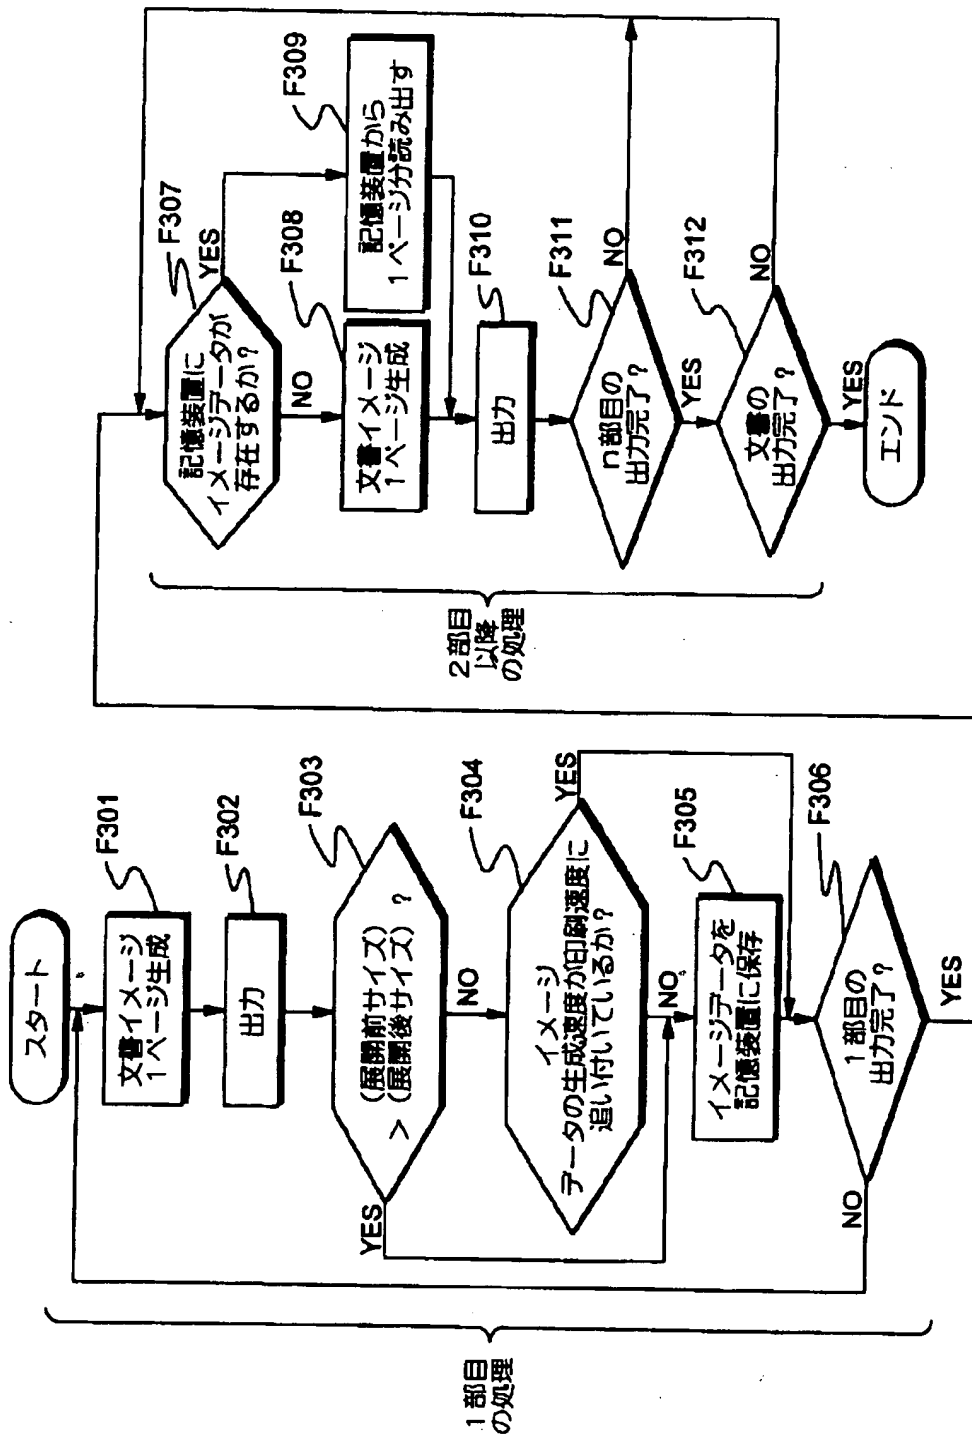 スタート
F301
文書イメージ
1ページ生成
F302
出力
F303
(展開前サイズ)
> (展開後サイズ) ?
YES
NO
F304
イメージ
データの生成速度が印刷速度に
追い付いているか?
YES
NO
F305
イメージデータを
記憶装置に保存
F306
1部目の
出力完了?
NO
YES
1部目
の処理
F307
記憶装置に
イメージデータが
存在するか?
YES
NO
F308
文書イメージ
1ページ生成
F309
記憶装置から
1ページ分読み出す
F310
出力
F311
n部目の
出力完了?
NO
YES
F312
文書の
出力完了?
NO
YES
エンド
2部目
以降
の処理